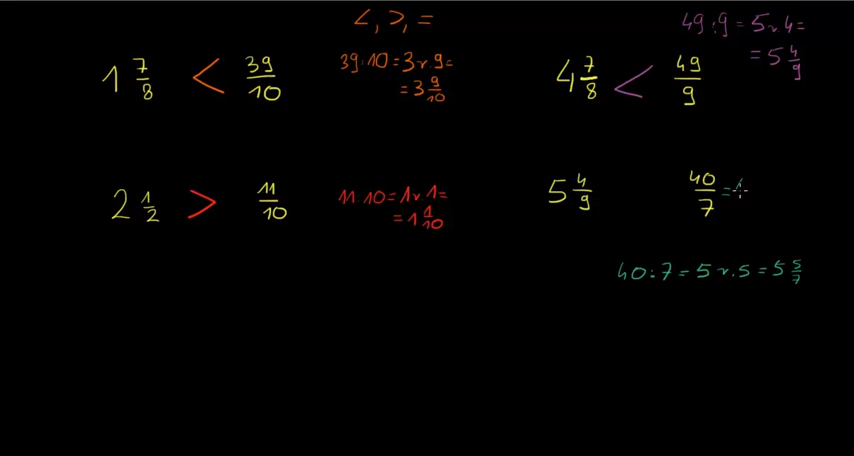 <, >, =
49:9 = 5 r. 4 =
= 5 4/9
1 7/8 < 39/10
39:10 = 3 r. 9 =
= 3 9/10
4 7/8 < 49/9
2 1/2 > 11/10
11:10 = 1 r. 1 =
= 1 1/10
5 4/9
40/7 =
40:7 = 5 r. 5 = 5 5/7